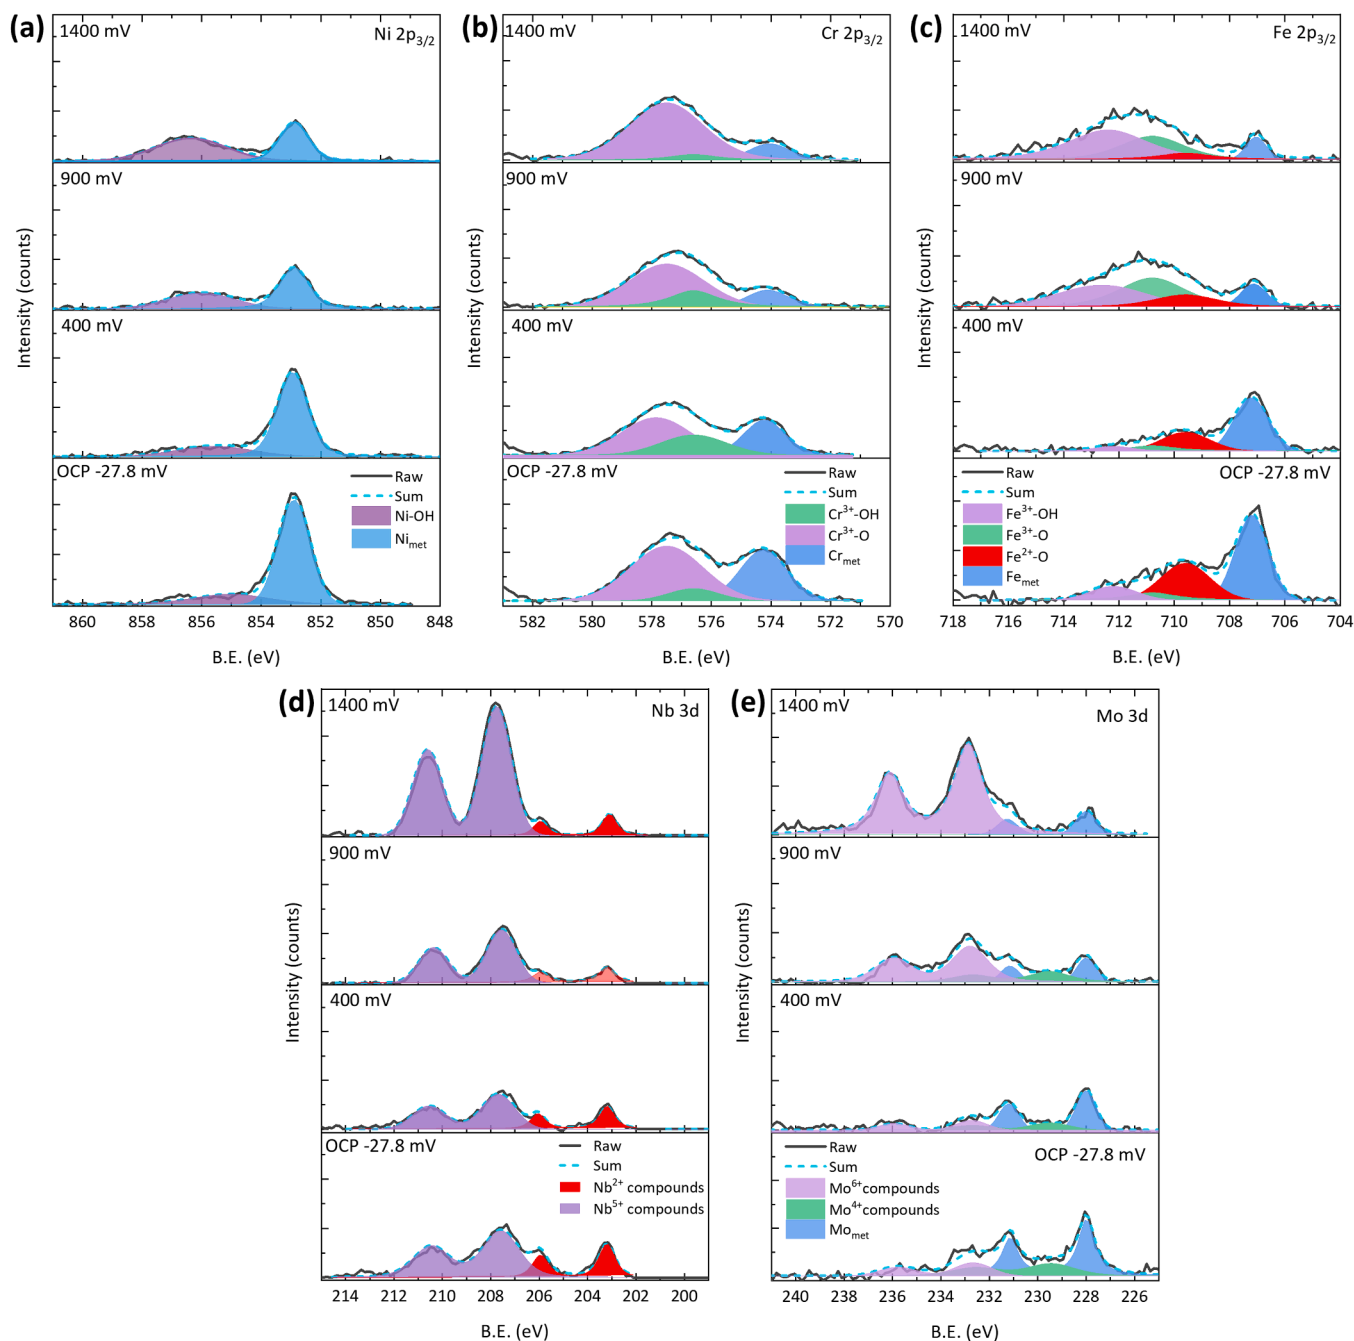 (a)
1400 mV
Ni 2p3/2
900 mV
400 mV
OCP -27.8 mV
Raw
Sum
Ni-OH
Nimet
Intensity (counts)
860 858 856 854 852 850 848
B.E. (eV)
(b)
1400 mV
Cr 2p3/2
900 mV
400 mV
OCP -27.8 mV
Raw
Sum
Cr3+-OH
Cr3+-O
Crmet
Intensity (counts)
582 580 578 576 574 572 570
B.E. (eV)
(c)
1400 mV
Fe 2p3/2
900 mV
400 mV
OCP -27.8 mV
Raw
Sum
Fe3+-OH
Fe3+-O
Fe2+-O
Femet
Intensity (counts)
718 716 714 712 710 708 706 704
B.E. (eV)
(d)
1400 mV
Nb 3d
900 mV
400 mV
OCP -27.8 mV
Raw
Sum
Nb2+ compounds
Nb5+ compounds
Intensity (counts)
214 212 210 208 206 204 202 200
B.E. (eV)
(e)
1400 mV
Mo 3d
900 mV
400 mV
OCP -27.8 mV
Raw
Sum
Mo6+compounds
Mo4+compounds
Momet
Intensity (counts)
240 238 236 234 232 230 228 226
B.E. (eV)